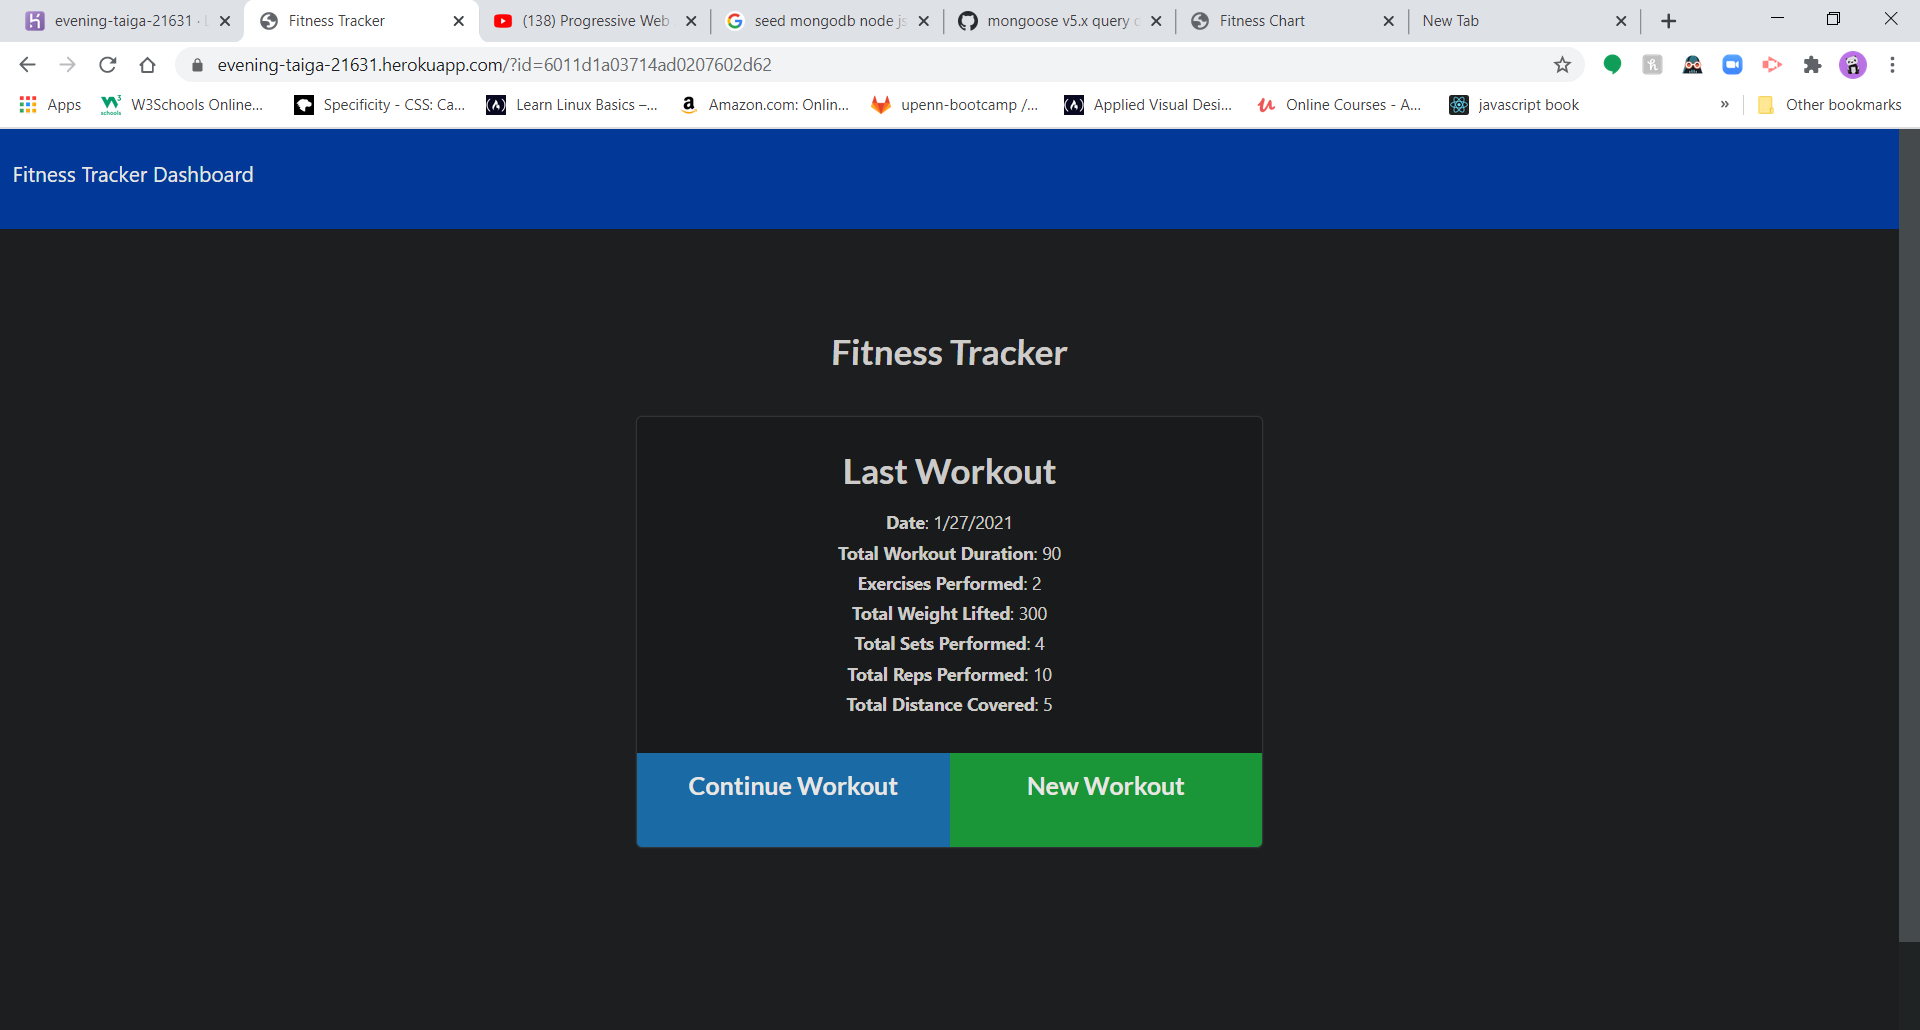 evening-taiga-21631 ·
Fitness Tracker
(138) Progressive Web
seed mongodb node js
mongoose v5.x query
Fitness Chart
New Tab
evening-taiga-21631.herokuapp.com/?id=6011d1a03714ad0207602d62
Apps
W3Schools Online...
Specificity - CSS: Ca...
Learn Linux Basics –...
Amazon.com: Onlin...
upenn-bootcamp /...
Applied Visual Desi...
Online Courses - A...
javascript book
»
Other bookmarks
Fitness Tracker Dashboard
Fitness Tracker
Last Workout
Date: 1/27/2021
Total Workout Duration: 90
Exercises Performed: 2
Total Weight Lifted: 300
Total Sets Performed: 4
Total Reps Performed: 10
Total Distance Covered: 5
Continue Workout
New Workout